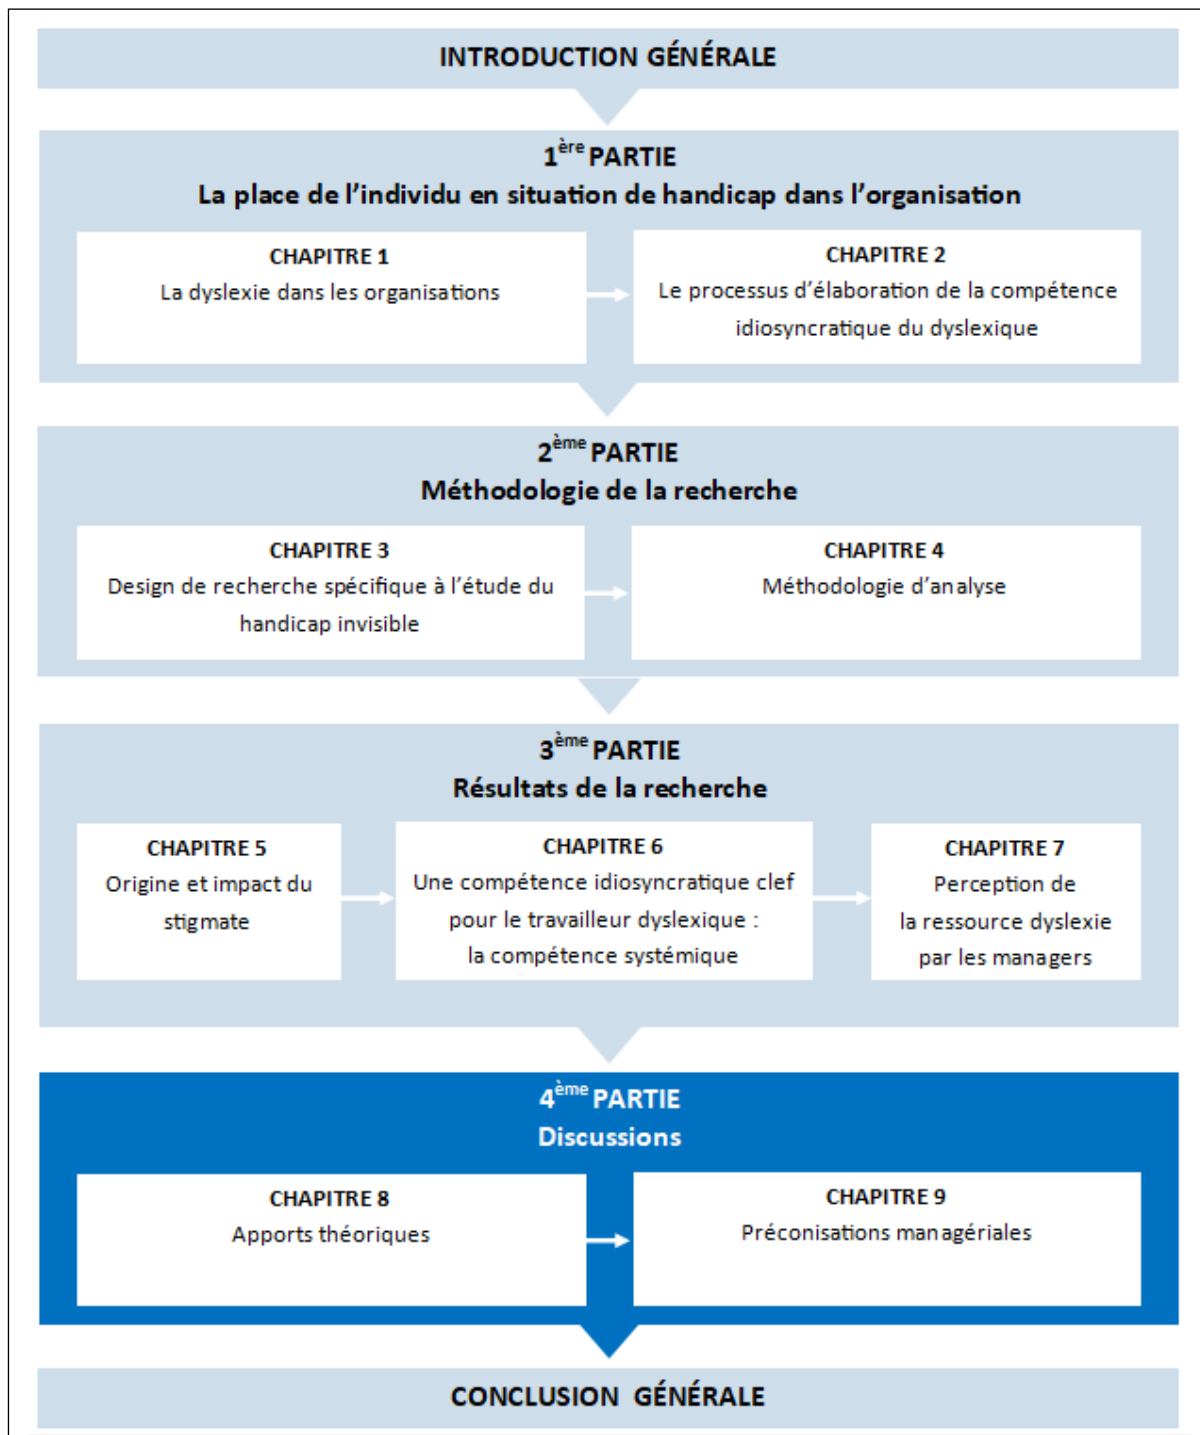 INTRODUCTION GÉNÉRALE
1ère PARTIE
La place de l'individu en situation de handicap dans l'organisation
CHAPITRE 1
La dyslexie dans les organisations
CHAPITRE 2
Le processus d'élaboration de la compétence
idiosyncratique du dyslexique
2ème PARTIE
Méthodologie de la recherche
CHAPITRE 3
Design de recherche spécifique à l'étude du
handicap invisible
CHAPITRE 4
Méthodologie d'analyse
3ème PARTIE
Résultats de la recherche
CHAPITRE 5
Origine et impact du
stigmate
CHAPITRE 6
Une compétence idiosyncratique clef
pour le travailleur dyslexique :
la compétence systémique
CHAPITRE 7
Perception de
la ressource dyslexie
par les managers
4ème PARTIE
Discussions
CHAPITRE 8
Apports théoriques
CHAPITRE 9
Préconisations managériales
CONCLUSION GÉNÉRALE